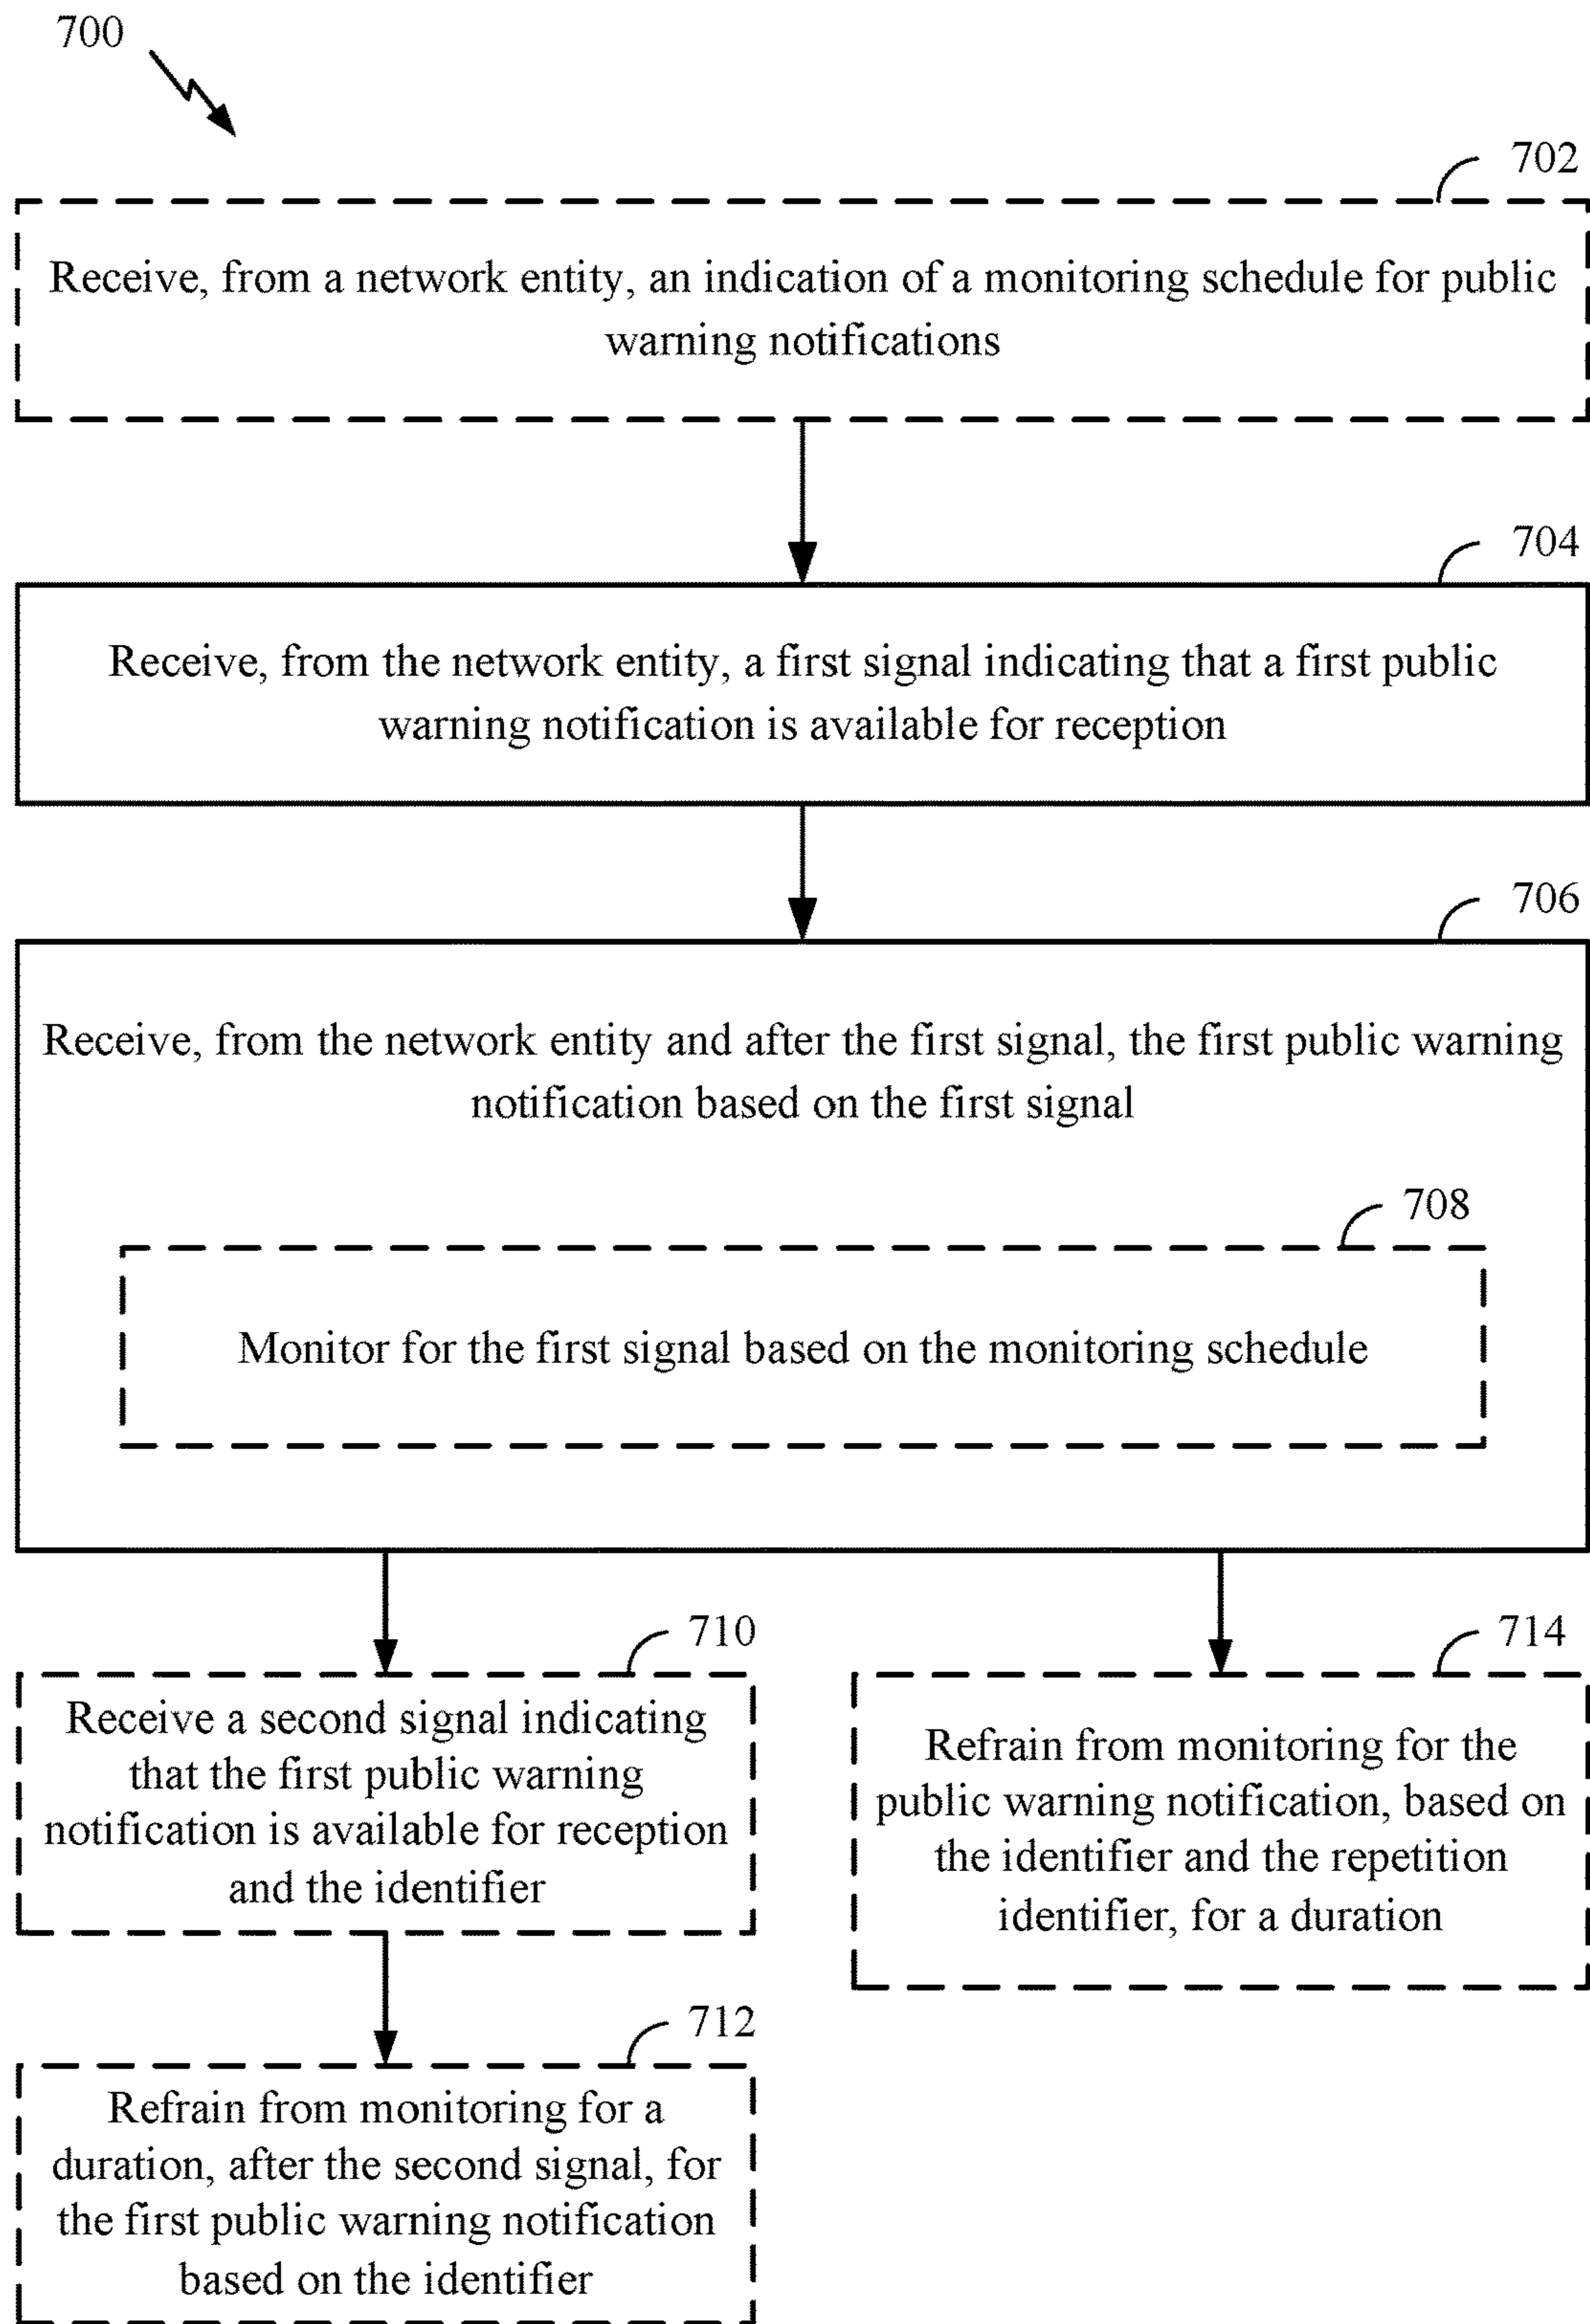 700
702
Receive, from a network entity, an indication of a monitoring schedule for public
warning notifications
704
Receive, from the network entity, a first signal indicating that a first public
warning notification is available for reception
706
Receive, from the network entity and after the first signal, the first public warning
notification based on the first signal
708
Monitor for the first signal based on the monitoring schedule
710
Receive a second signal indicating
that the first public warning
notification is available for reception
and the identifier
714
Refrain from monitoring for the
public warning notification, based on
the identifier and the repetition
identifier, for a duration
712
Refrain from monitoring for a
duration, after the second signal, for
the first public warning notification
based on the identifier